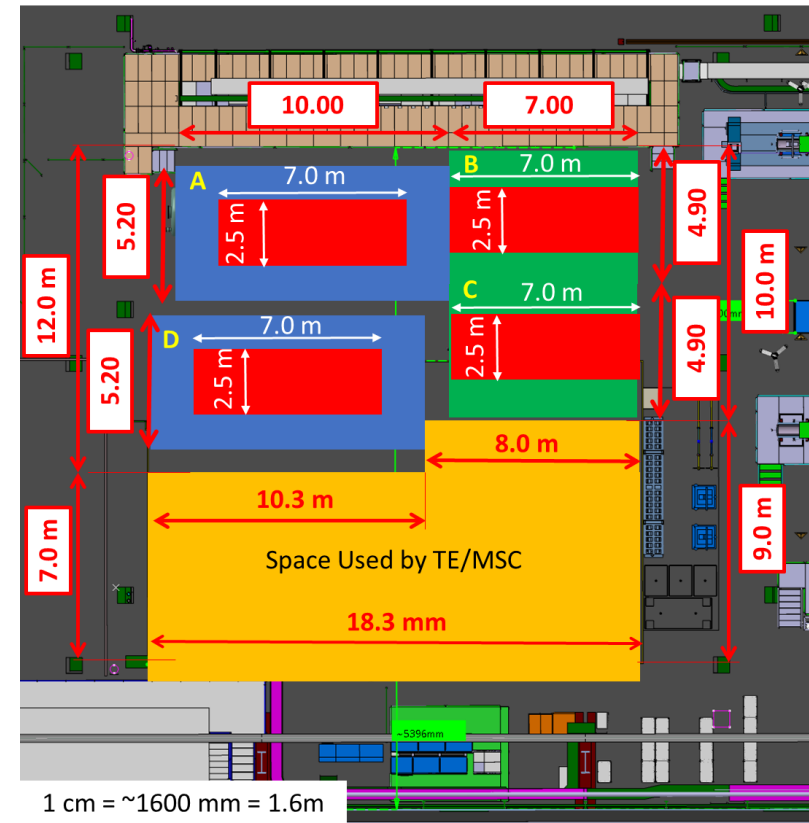 10.00
7.00
A
7.0 m
2.5 m
B
7.0 m
2.5 m
5.20
4.90
12.0 m
10.0 m
C
7.0 m
2.5 m
D
7.0 m
2.5 m
5.20
4.90
8.0 m
10.3 m
7.0 m
9.0 m
Space Used by TE/MSC
18.3 mm
~5396mm
1 cm = ~1600 mm = 1.6m